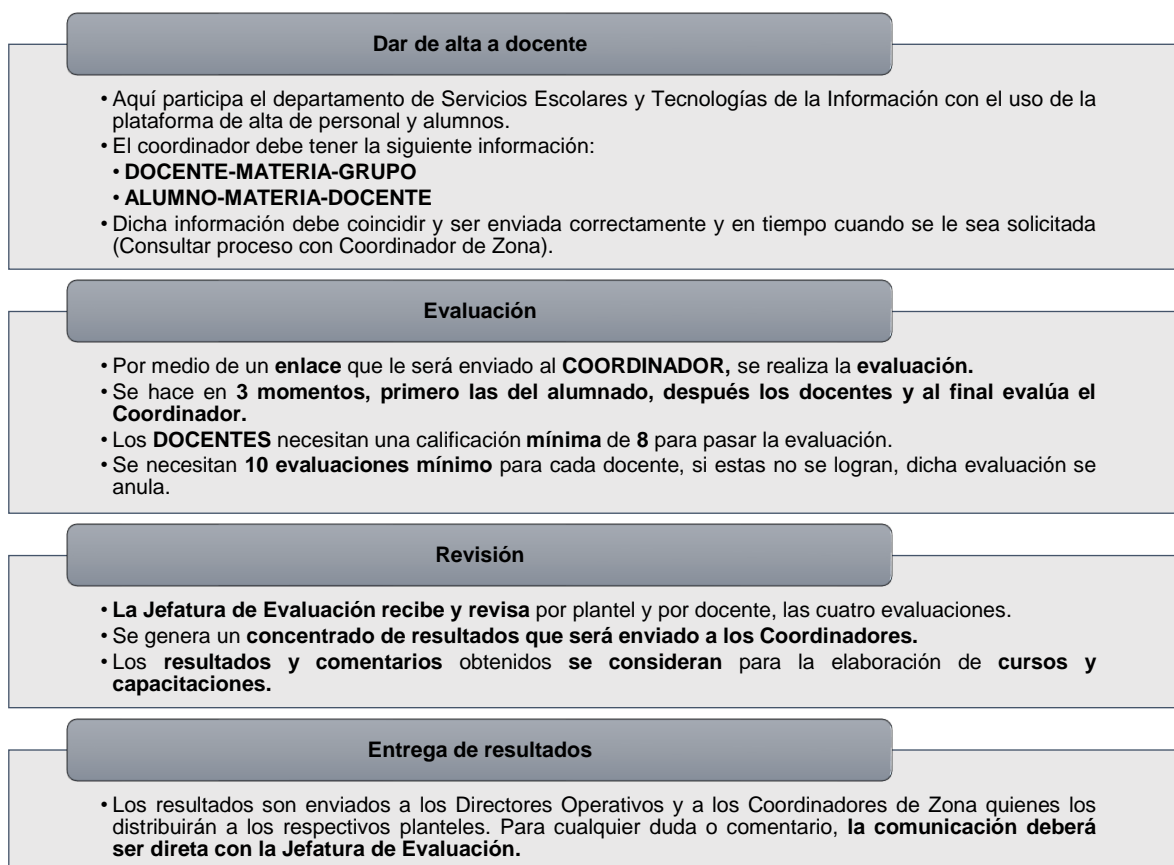 Dar de alta a docente
• Aquí participa el departamento de Servicios Escolares y Tecnologías de la Información con el uso de la
plataforma de alta de personal y alumnos.
• El coordinador debe tener la siguiente información:
• DOCENTE-MATERIA-GRUPO
• ALUMNO-MATERIA-DOCENTE
• Dicha información debe coincidir y ser enviada correctamente y en tiempo cuando se le sea solicitada
(Consultar proceso con Coordinador de Zona).
Evaluación
• Por medio de un enlace que le será enviado al COORDINADOR, se realiza la evaluación.
• Se hace en 3 momentos, primero las del alumnado, después los docentes y al final evalúa el
Coordinador.
• Los DOCENTES necesitan una calificación mínima de 8 para pasar la evaluación.
• Se necesitan 10 evaluaciones mínimo para cada docente, si estas no se logran, dicha evaluación se
anula.
Revisión
• La Jefatura de Evaluación recibe y revisa por plantel y por docente, las cuatro evaluaciones.
• Se genera un concentrado de resultados que será enviado a los Coordinadores.
• Los resultados y comentarios obtenidos se consideran para la elaboración de cursos y
capacitaciones.
Entrega de resultados
• Los resultados son enviados a los Directores Operativos y a los Coordinadores de Zona quienes los
distribuirán a los respectivos planteles. Para cualquier duda o comentario, la comunicación deberá
ser direta con la Jefatura de Evaluación.